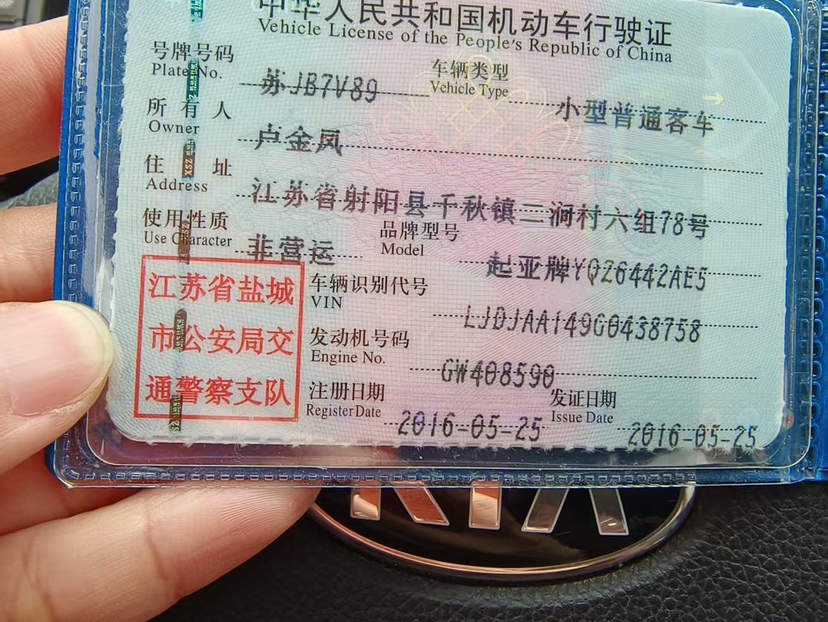 中华人民共和国机动车行驶证
Vehicle License of the People's Republic of China
号牌号码 苏JB7V89 车辆类型 小型普通客车
Plate No. Vehicle Type
所有人 卢金凤
Owner
住址 江苏省射阳县千秋镇三涧村六组78号
Address
使用性质 非营运 品牌型号 起亚牌YQZ6442AE5
Use Character Model
车辆识别代号 LJDJAA149G0438758
VIN
发动机号码 GW408590
Engine No.
注册日期 2016-05-25 发证日期 2016-05-25
Register Date Issue Date
江苏省盐城
市公安局交
通警察支队
KIA